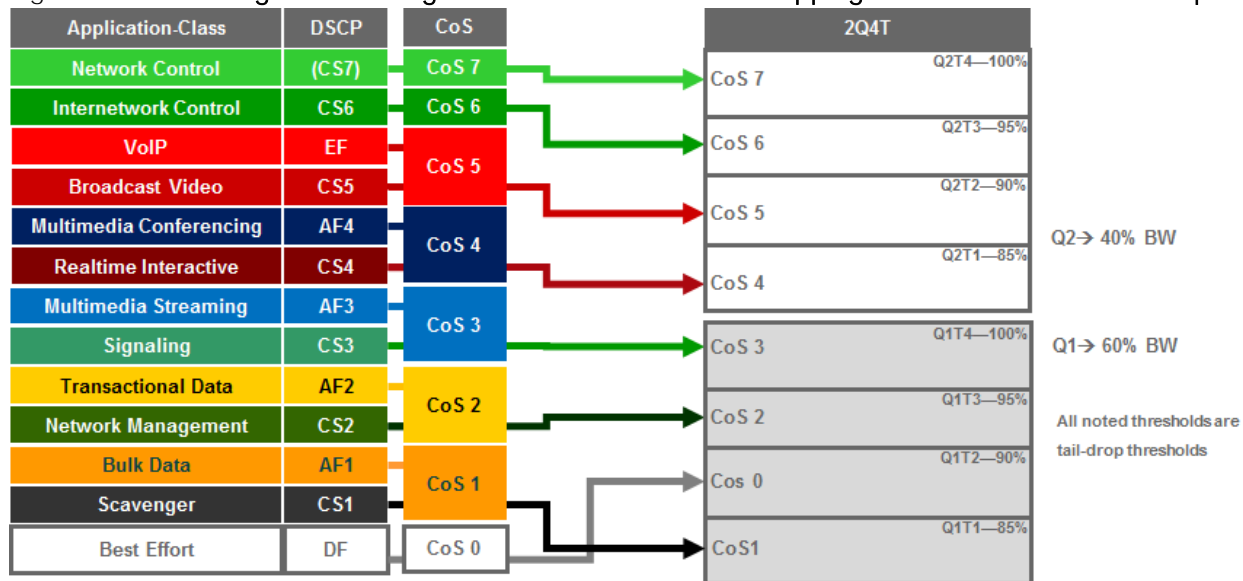 Application-Class DSCP CoS 2Q4T
Network Control (CS7) CoS 7
Internetwork Control CS6 CoS 6
VoIP EF CoS 5
Broadcast Video CS5
Multimedia Conferencing AF4 CoS 4
Realtime Interactive CS4
Multimedia Streaming AF3 CoS 3
Signaling CS3
Transactional Data AF2 CoS 2
Network Management CS2
Bulk Data AF1 CoS 1
Scavenger CS1
Best Effort DF CoS 0
Q2T4—100%
CoS 7
Q2T3—95%
CoS 6
Q2T2—90%
CoS 5
Q2T1—85%
CoS 4
Q1T4—100%
CoS 3
Q1T3—95%
CoS 2
Q1T2—90%
Cos 0
Q1T1—85%
CoS1
Q2→ 40% BW
Q1→ 60% BW
All noted thresholds are
tail-drop thresholds